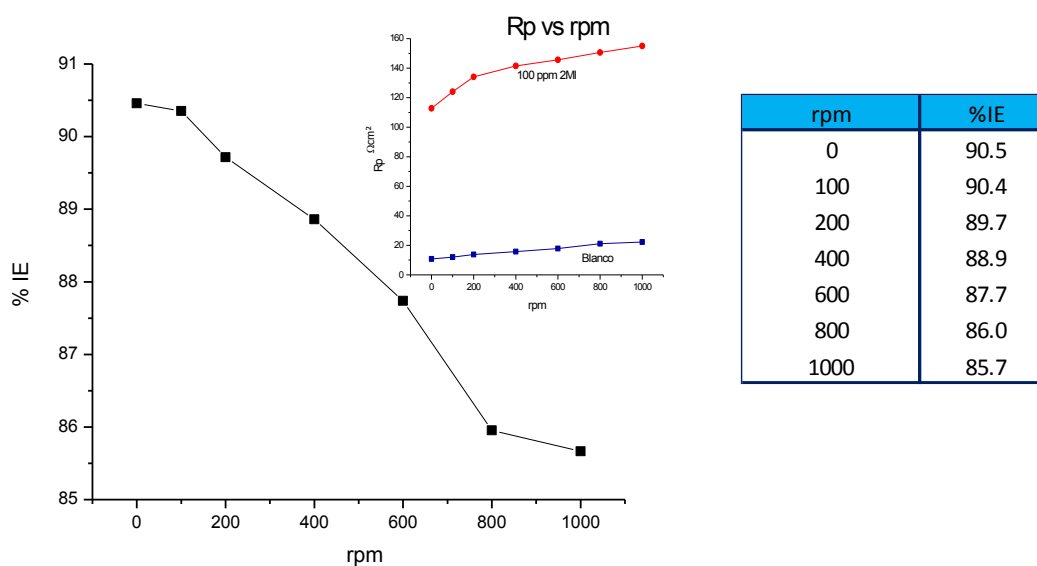 Rp vs rpm
160
140
120
100
80
60
40
20
0
Rp Ωcm²
100 ppm 2MI
Blanco
0 200 400 600 800 1000
rpm
91
90
89
88
87
86
85
% IE
0 200 400 600 800 1000
rpm
rpm %IE
0 90.5
100 90.4
200 89.7
400 88.9
600 87.7
800 86.0
1000 85.7